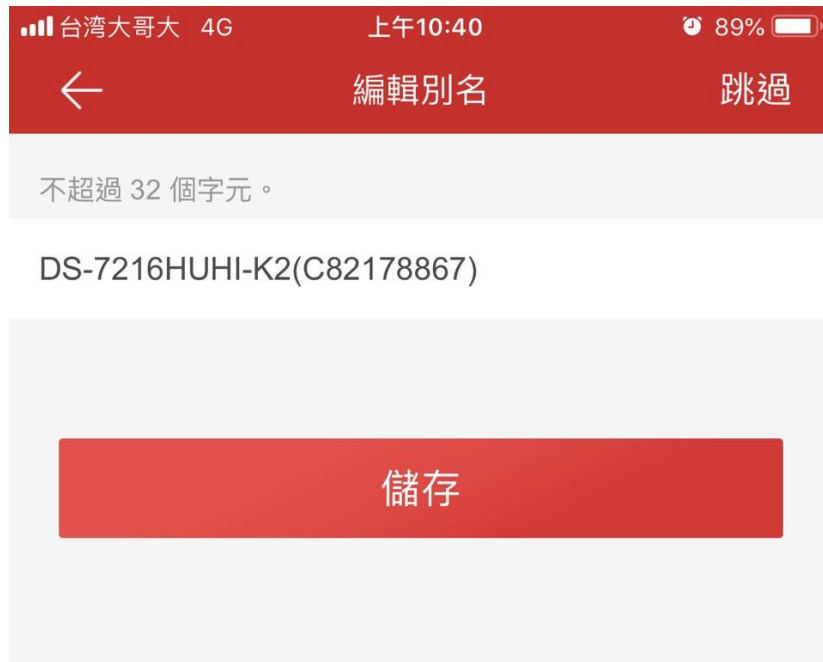 台湾大哥大 4G 上午10:40 89%
編輯別名 跳過
不超過 32 個字元。
DS-7216HUHI-K2(C82178867)
儲存